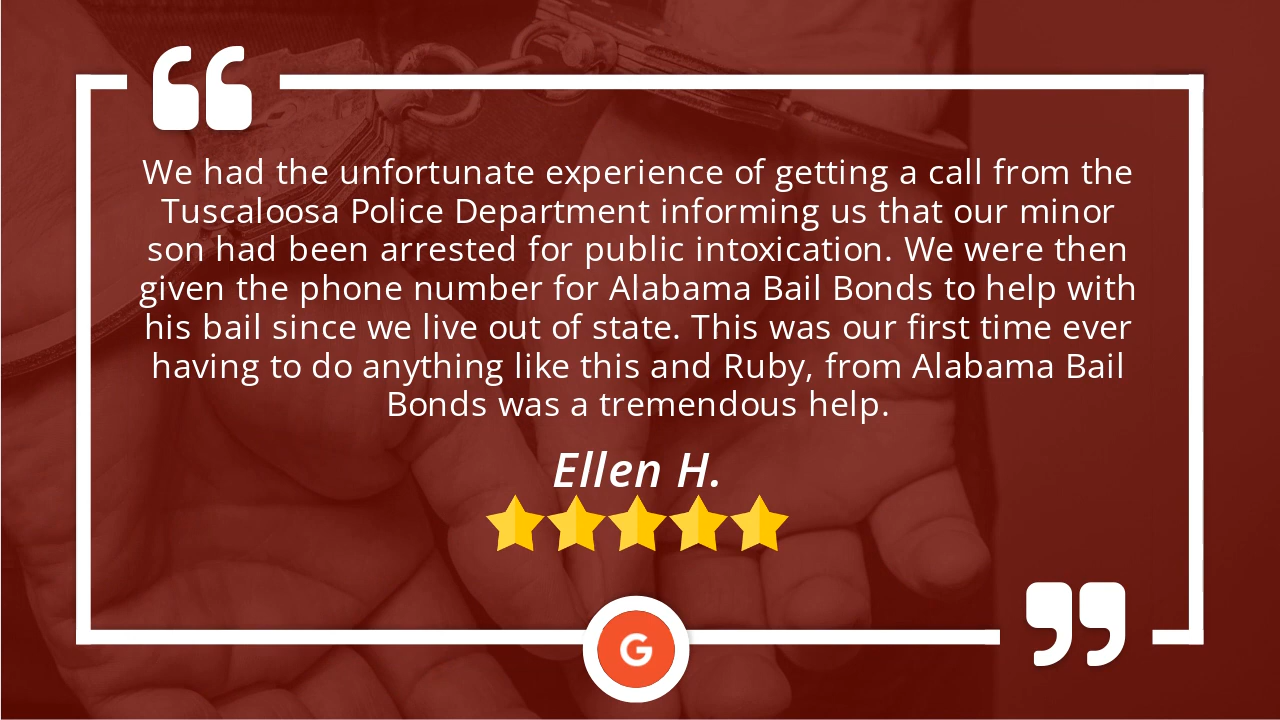 We had the unfortunate experience of getting a call from the
Tuscaloosa Police Department informing us that our minor
son had been arrested for public intoxication. We were then
given the phone number for Alabama Bail Bonds to help with
his bail since we live out of state. This was our first time ever
having to do anything like this and Ruby, from Alabama Bail
Bonds was a tremendous help.
Ellen H.
G